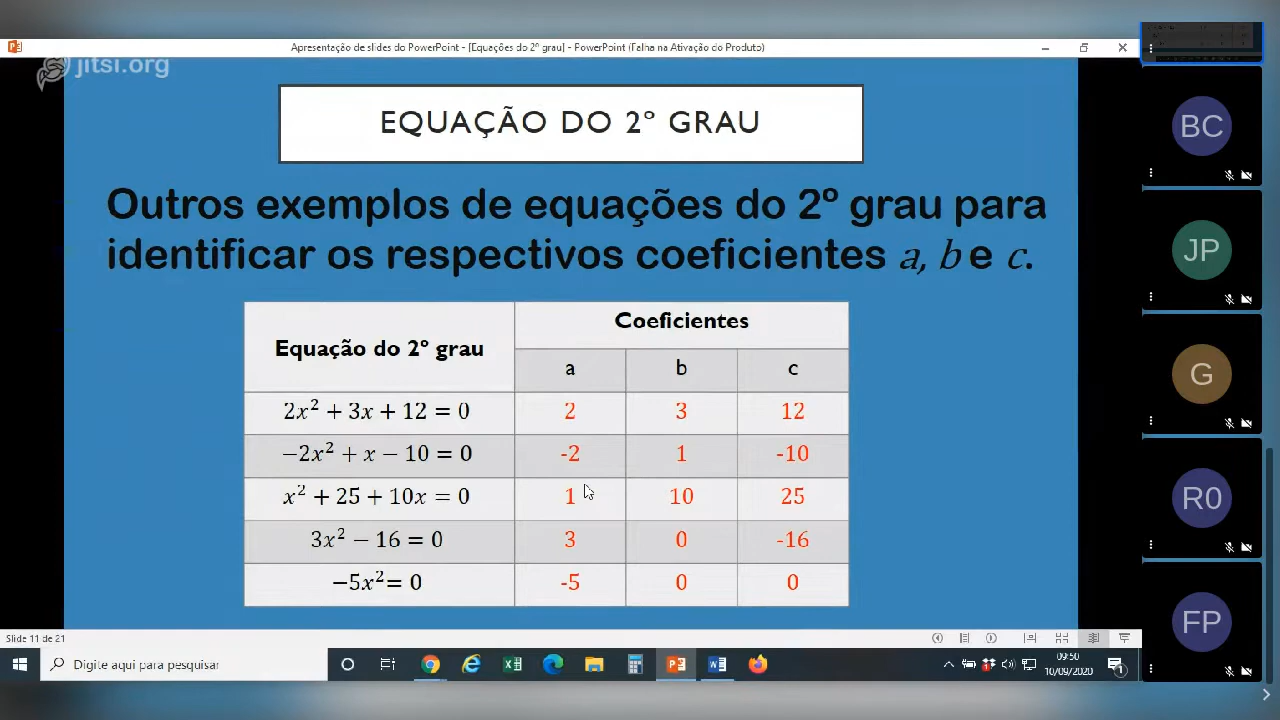 Apresentação de slides do PowerPoint - [Equações do 2º grau] - PowerPoint (Falha na Ativação do Produto)
jitsi.org
EQUAÇÃO DO 2º GRAU
Outros exemplos de equações do 2º grau para
identificar os respectivos coeficientes a, b e c.
Equação do 2º grau
Coeficientes
a b c
2x² + 3x + 12 = 0 2 3 12
−2x² + x − 10 = 0 -2 1 -10
x² + 25 + 10x = 0 1 10 25
3x² − 16 = 0 3 0 -16
−5x²= 0 -5 0 0
BC
JP
G
R0
FP
Slide 11 de 21
Digite aqui para pesquisar
09:50
10/09/2020